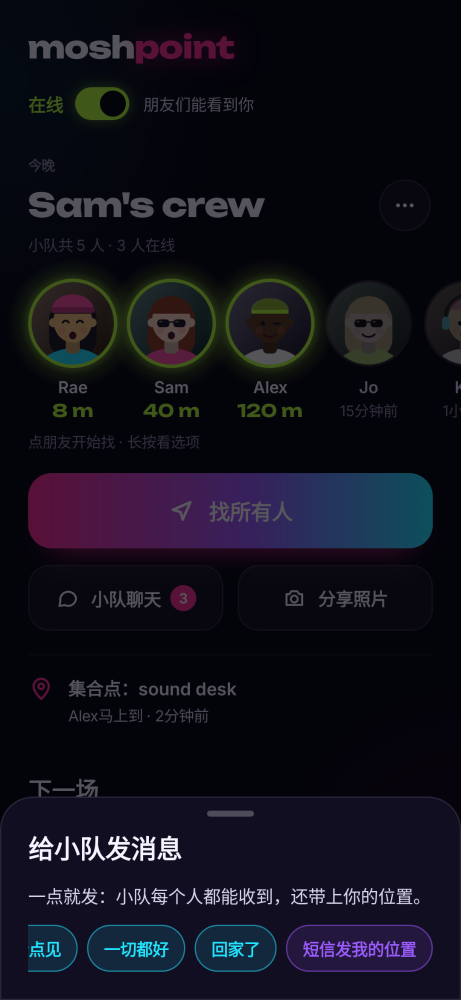 moshpoint
在线 朋友们能看到你
今晚
Sam's crew
小队共 5 人 · 3 人在线
Rae Sam Alex Jo
8 m 40 m 120 m 15分钟前
点朋友开始找 · 长按看选项
找所有人
小队聊天 3 分享照片
集合点：sound desk
Alex马上到 · 2分钟前
下一场
给小队发消息
一点就发：小队每个人都能收到，还带上你的位置。
点见 一切都好 回家了 短信发我的位置